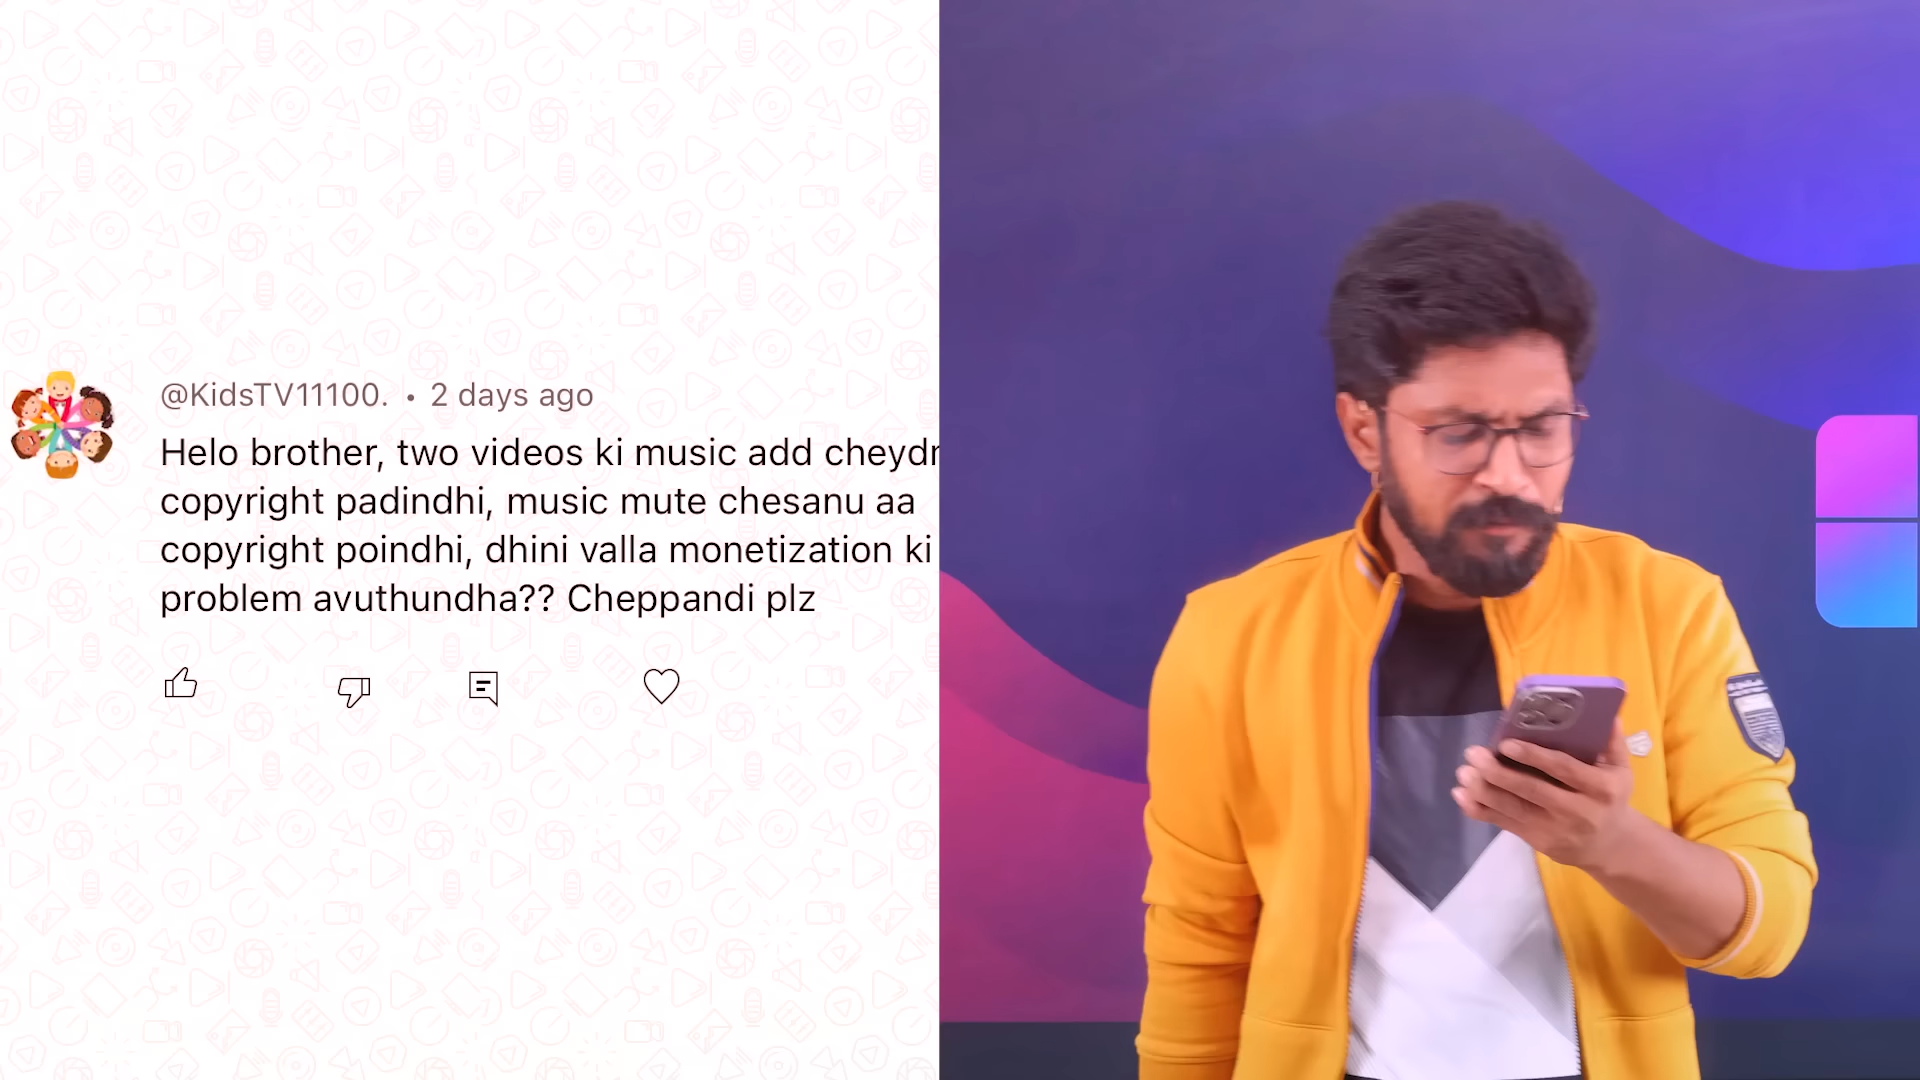 @KidsTV11100. • 2 days ago
Helo brother, two videos ki music add
copyright padindhi, music mute chesanu aa
copyright poindhi, dhini valla monetization ki
problem avuthundha?? Cheppandi plz